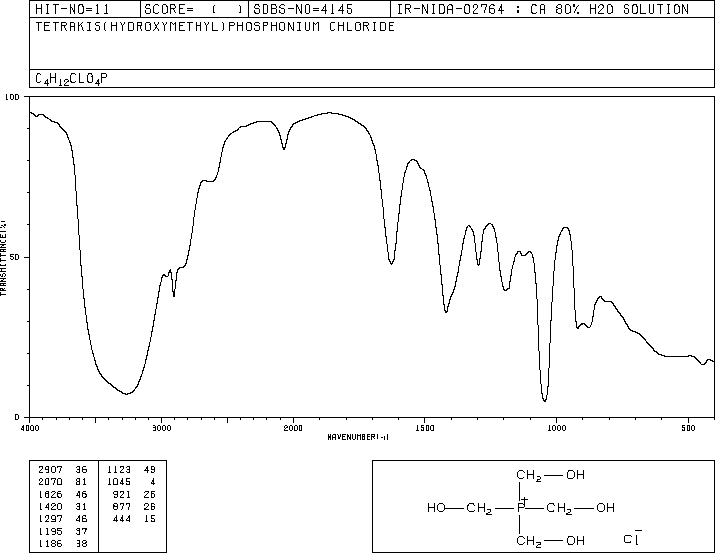 HIT-NO=11 SCORE= ( ) SDBS-NO=4145 IR-NIDA-02764 : CA 80% H2O SOLUTION
TETRAKIS(HYDROXYMETHYL)PHOSPHONIUM CHLORIDE
C4H12CLO4P
100
50
0
TRANSMITTANCE(%)
4000 3000 2000 1500 1000 500
WAVENUMBER(-1)
2907 36 1123 49
2070 81 1045 4
1626 46 921 26
1420 31 877 26
1297 46 444 15
1195 37
1186 38
CH2—OH
HO—CH2—P+—CH2—OH
CH2—OH
Cl−